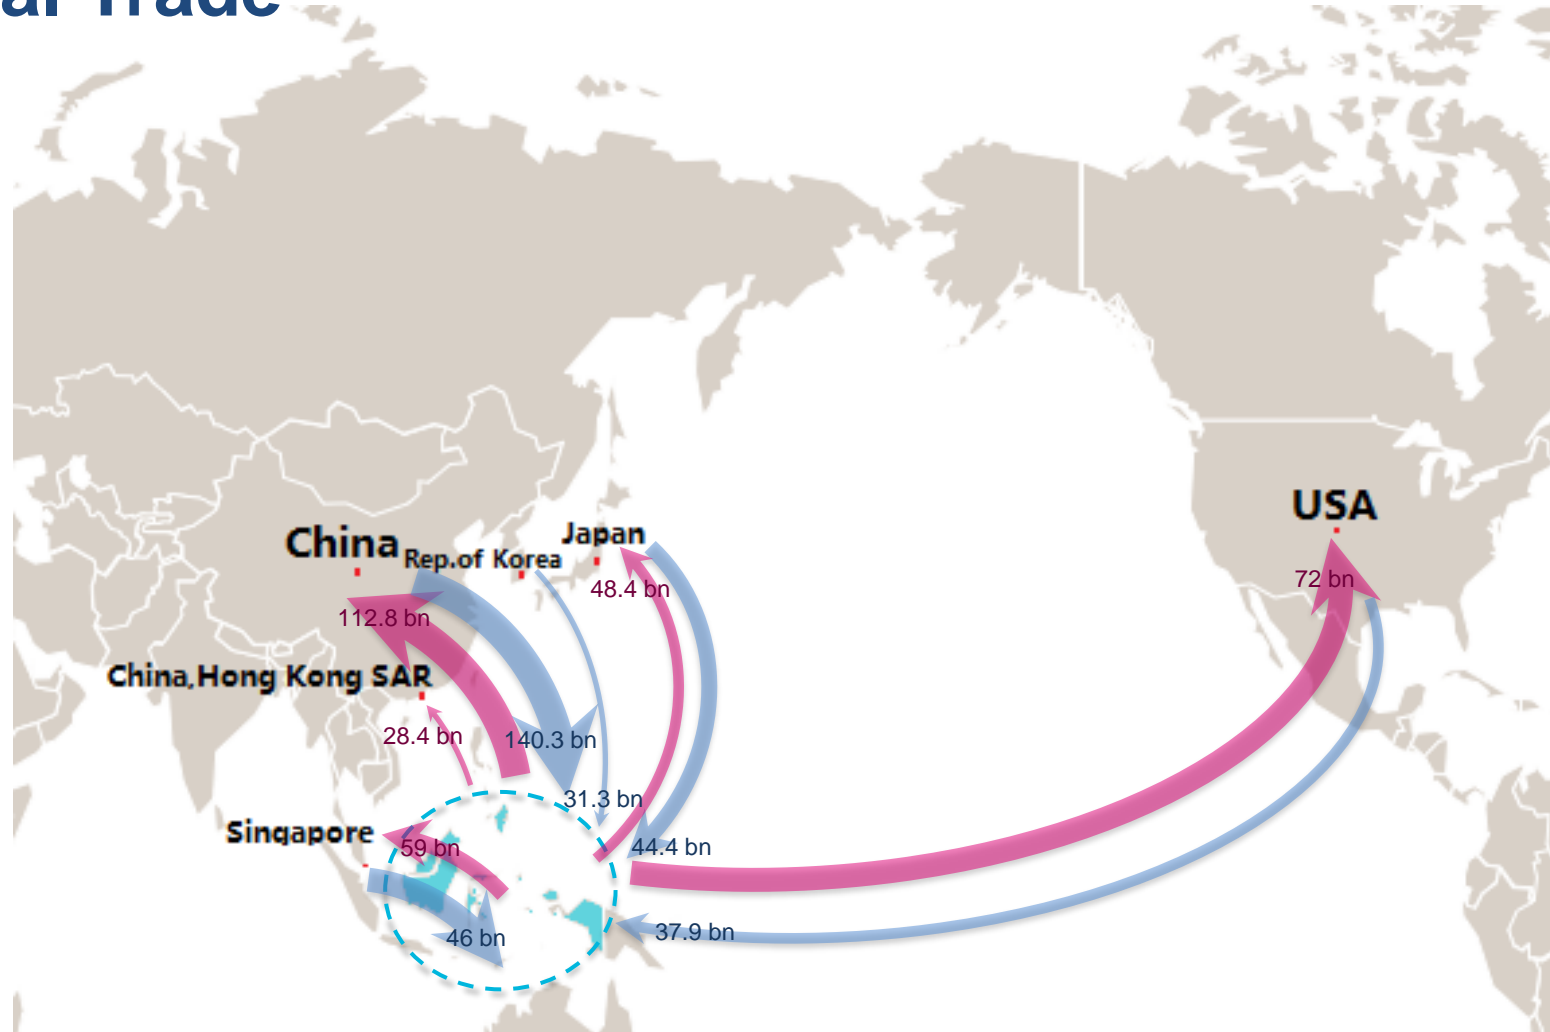 ar Trade
USA
China
Rep.of Korea
Japan
48.4 bn
72 bn
112.8 bn
China,Hong Kong SAR
28.4 bn
140.3 bn
31.3 bn
Singapore
59 bn
44.4 bn
46 bn
37.9 bn